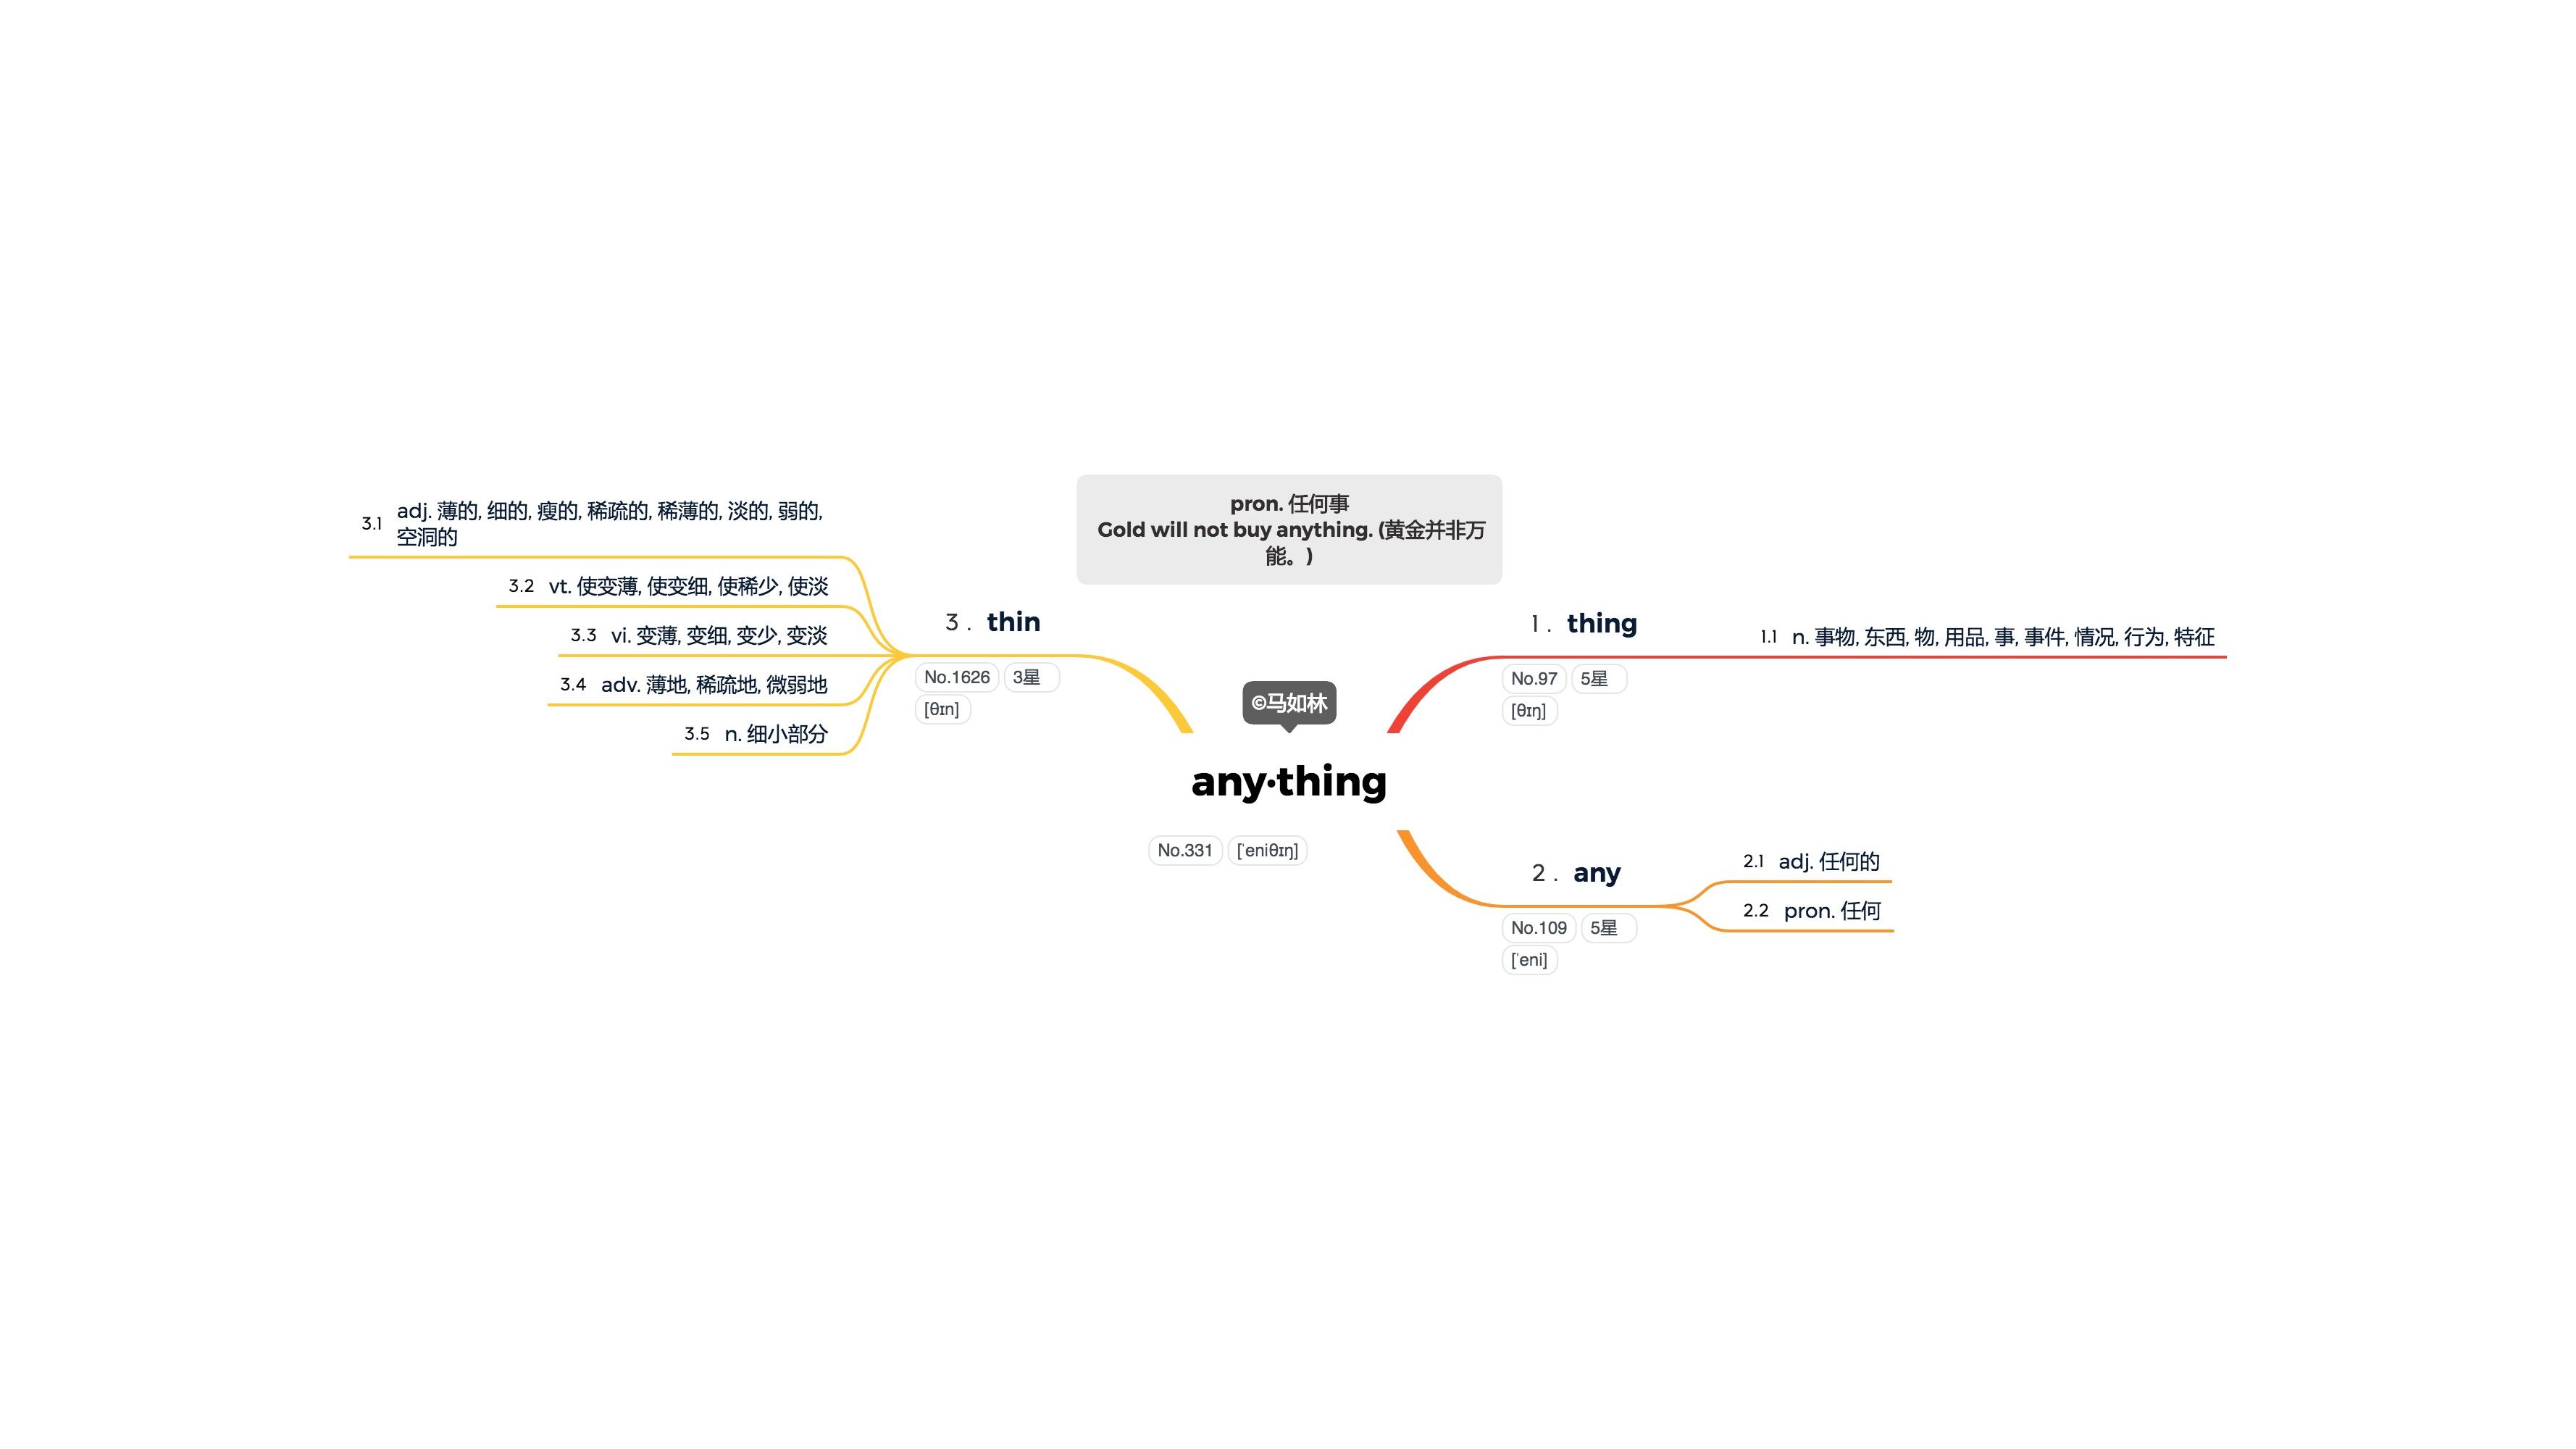 pron. 任何事
Gold will not buy anything. (黄金并非万
能。)
©马如林
any·thing
No.331 [ˈeniθɪŋ]
1. thing
No.97 5星
[θɪŋ]
1.1 n. 事物, 东西, 物, 用品, 事, 事件, 情况, 行为, 特征
2. any
No.109 5星
[ˈeni]
2.1 adj. 任何的
2.2 pron. 任何
3. thin
No.1626 3星
[θɪn]
3.1 adj. 薄的, 细的, 瘦的, 稀疏的, 稀薄的, 淡的, 弱的,
空洞的
3.2 vt. 使变薄, 使变细, 使稀少, 使淡
3.3 vi. 变薄, 变细, 变少, 变淡
3.4 adv. 薄地, 稀疏地, 微弱地
3.5 n. 细小部分